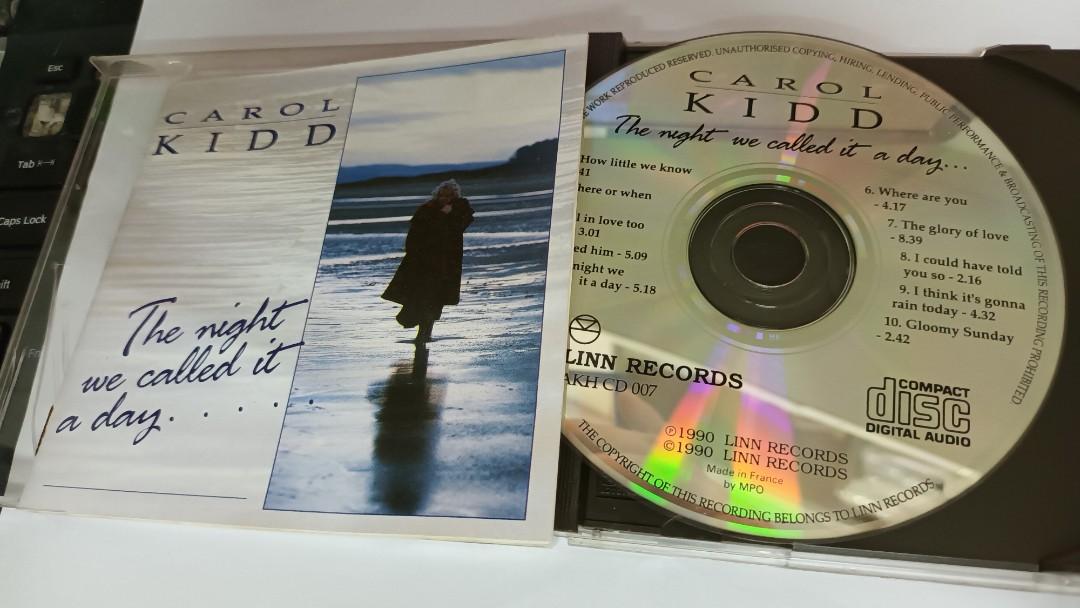 Esc
Tab
Caps Lock
CAROL
KIDD
The night
we called it
a day. . . . . .
WORK REPRODUCED RESERVED. UNAUTHORISED COPYING, HIRING, LENDING, PUBLIC PERFORMANCE & BROADCASTING OF THIS RECORDING PROHIBITED
CAROL
KIDD
The night we called it a day...
How little we know
41
here or when
in love too
3.01
him - 5.09
night we
it a day - 5.18
6. Where are you
- 4.17
7. The glory of love
- 8.39
8. I could have told
you so - 2.16
9. I think it's gonna
rain today - 4.32
10. Gloomy Sunday
- 2.42
LINN RECORDS
AKH CD 007
COMPACT
disc
DIGITAL AUDIO
℗1990 LINN RECORDS
©1990 LINN RECORDS
Made in France
by MPO
THE COPYRIGHT OF THIS RECORDING BELONGS TO LINN RECORDS